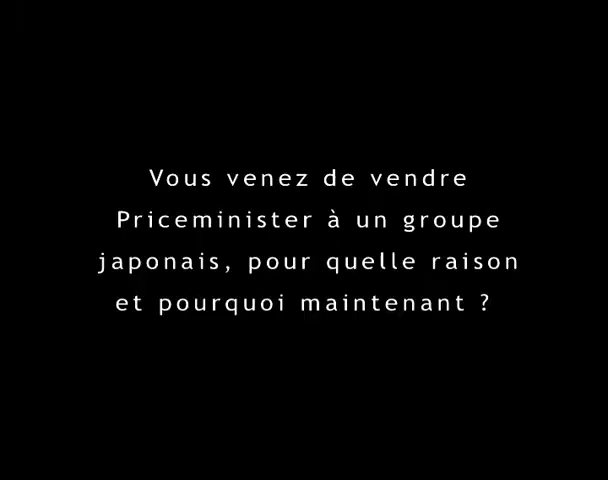 Vous venez de vendre
Priceminister à un groupe
japonais, pour quelle raison
et pourquoi maintenant ?